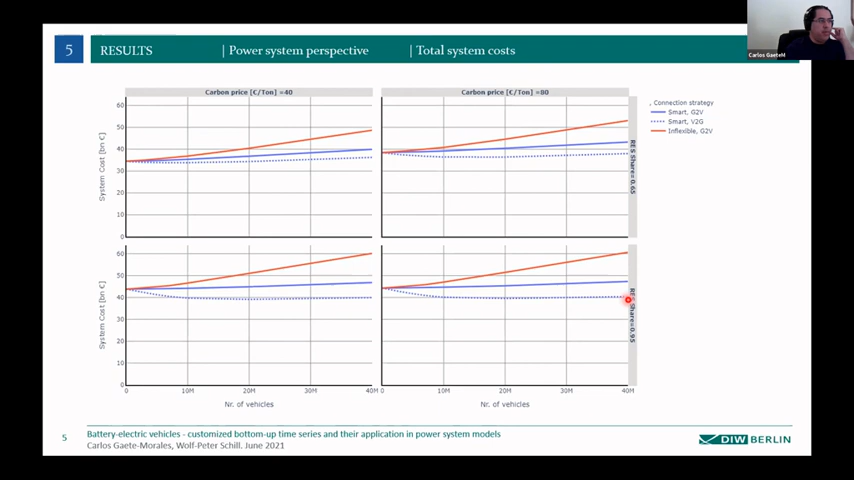 5 RESULTS | Power system perspective | Total system costs
Carlos GaeteM
Carbon price [€/Ton] =40
Carbon price [€/Ton] =80
Connection strategy
Smart, G2V
Smart, V2G
Inflexible, G2V
System Cost [bn €]
60
50
40
30
20
10
0
RES Share=0.65
System Cost [bn €]
60
50
40
30
20
10
0
RES Share=0.95
0 10M 20M 30M 40M
0 10M 20M 30M 40M
Nr. of vehicles
Nr. of vehicles
5
Battery-electric vehicles - customized bottom-up time series and their application in power system models
Carlos Gaete-Morales, Wolf-Peter Schill. June 2021
DIW BERLIN